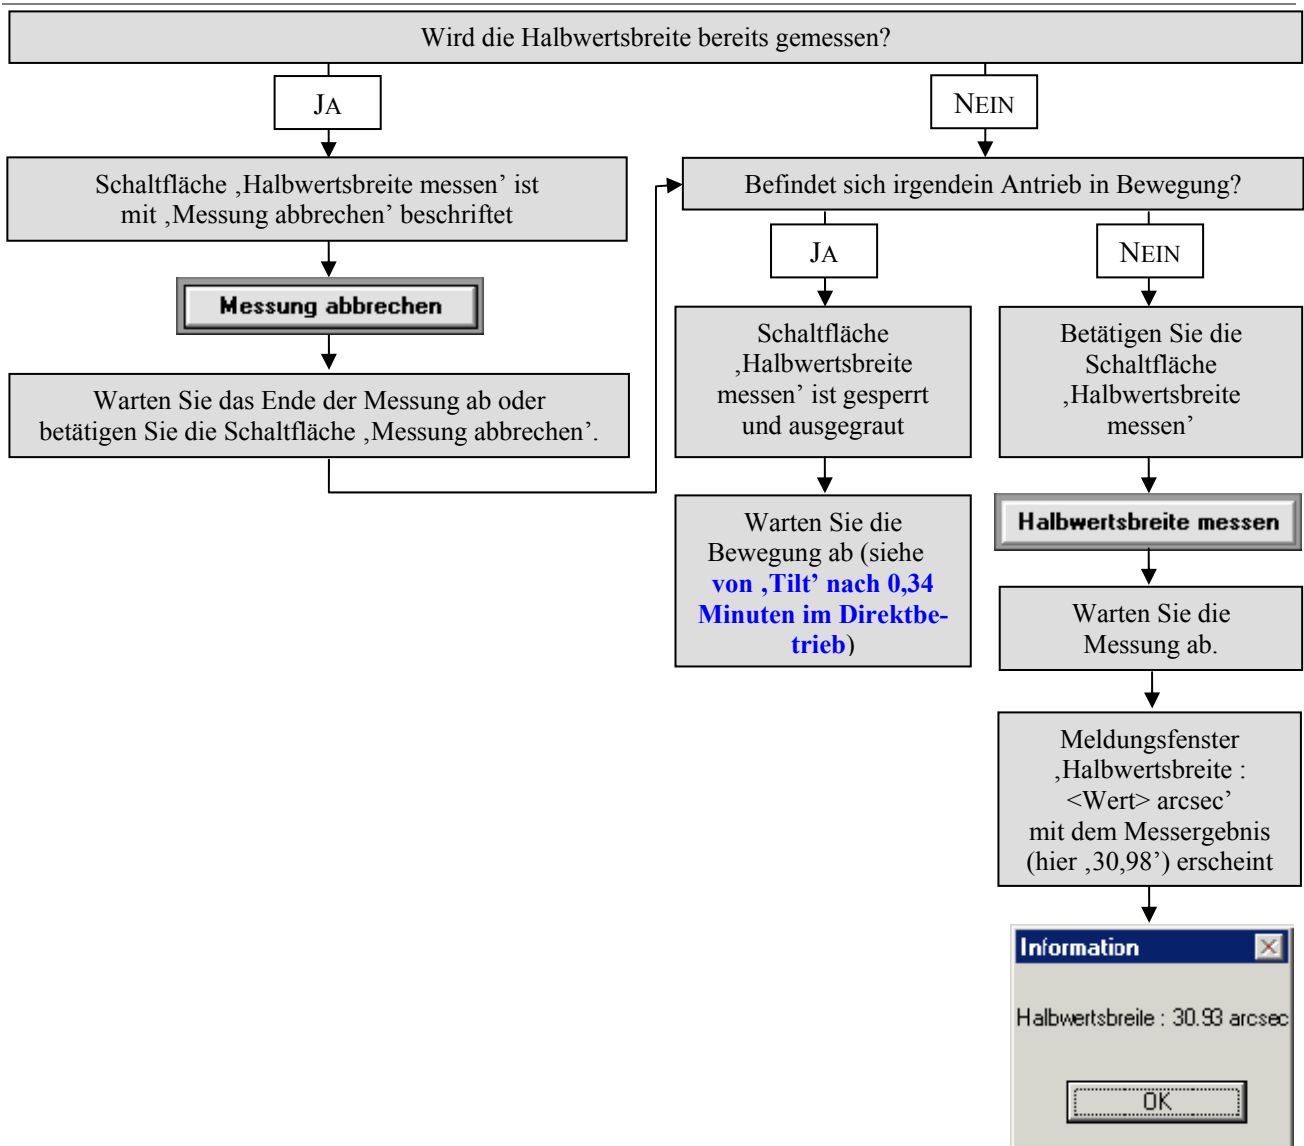 Wird die Halbwertsbreite bereits gemessen?
JA
NEIN
Schaltfläche ‚Halbwertsbreite messen’ ist
mit ‚Messung abbrechen’ beschriftet
Messung abbrechen
Warten Sie das Ende der Messung ab oder
betätigen Sie die Schaltfläche ‚Messung abbrechen’.
Befindet sich irgendein Antrieb in Bewegung?
JA
NEIN
Schaltfläche
‚Halbwertsbreite
messen’ ist gesperrt
und ausgegraut
Warten Sie die
Bewegung ab (siehe
von ‚Tilt’ nach 0,34
Minuten im Direktbe-
trieb)
Betätigen Sie die
Schaltfläche
‚Halbwertsbreite
messen’
Halbwertsbreite messen
Warten Sie die
Messung ab.
Meldungsfenster
‚Halbwertsbreite :
<Wert> arcsec’
mit dem Messergebnis
(hier ‚30,98’) erscheint
Information
Halbwertsbreite : 30.93 arcsec
OK